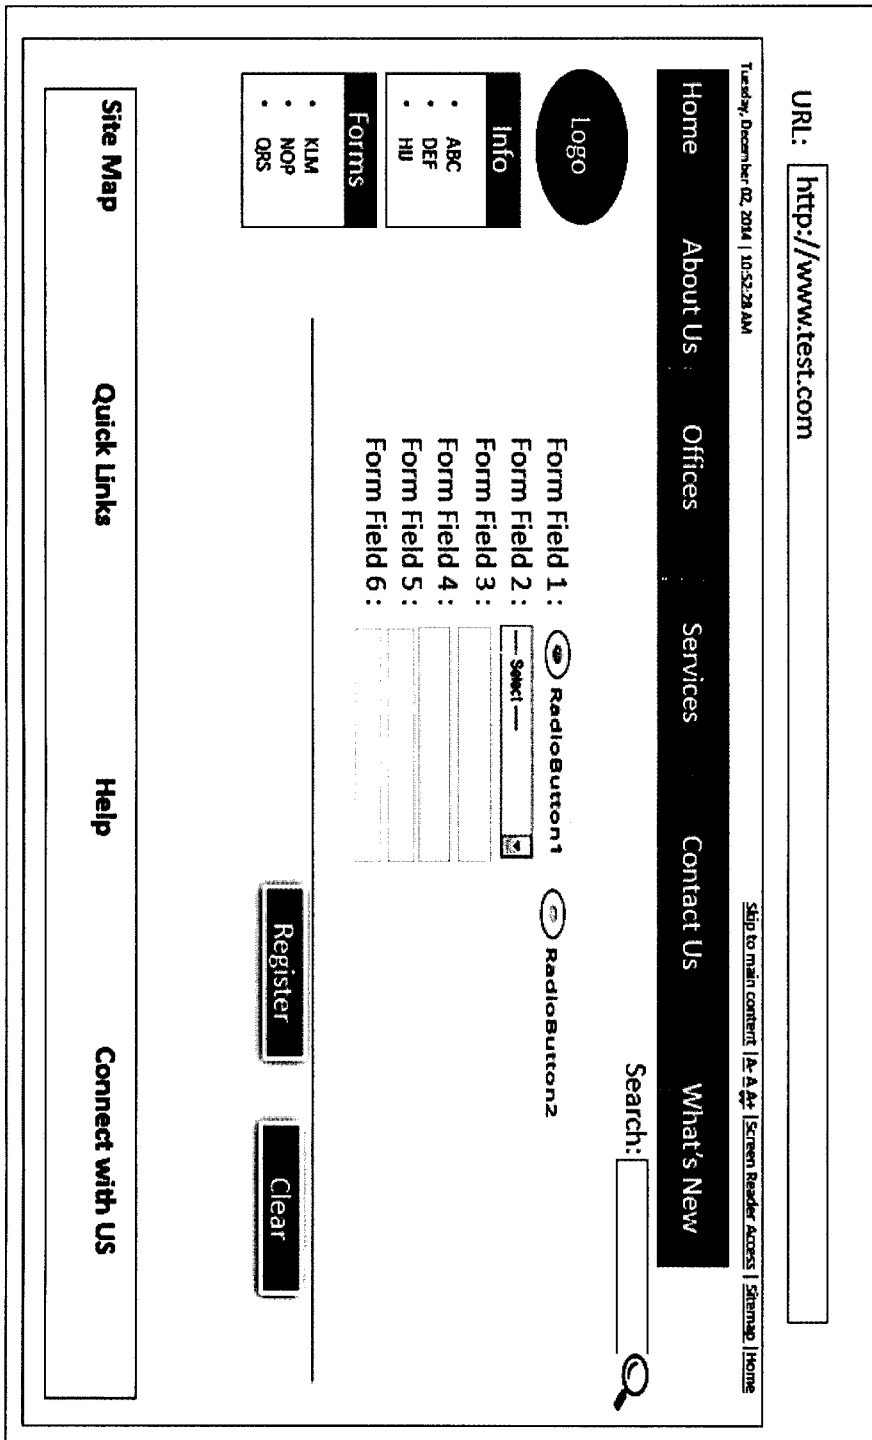 URL: http://www.test.com
Tuesday, December 02, 2014 | 10:52:28 AM
Skip to main content | A- A A+ | Screen Reader Access | Sitemap | Home
Home About Us Offices Services Contact Us What's New
Logo
Search:
Info
• ABC
• DEF
• HIJ
Forms
• KLM
• NOP
• QRS
Form Field 1 : RadioButton1 RadioButton2
Form Field 2 : ---- Select ----
Form Field 3 :
Form Field 4 :
Form Field 5 :
Form Field 6 :
Register Clear
Site Map Quick Links Help Connect with US